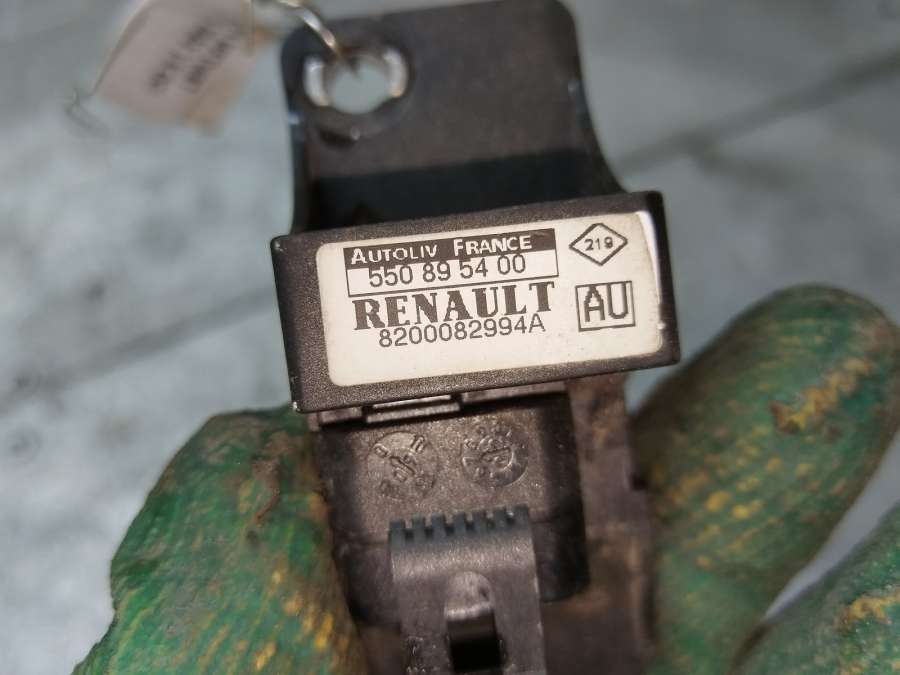 AUTOLIV FRANCE
219
550 89 54 00
RENAULT
AU
8200082994A